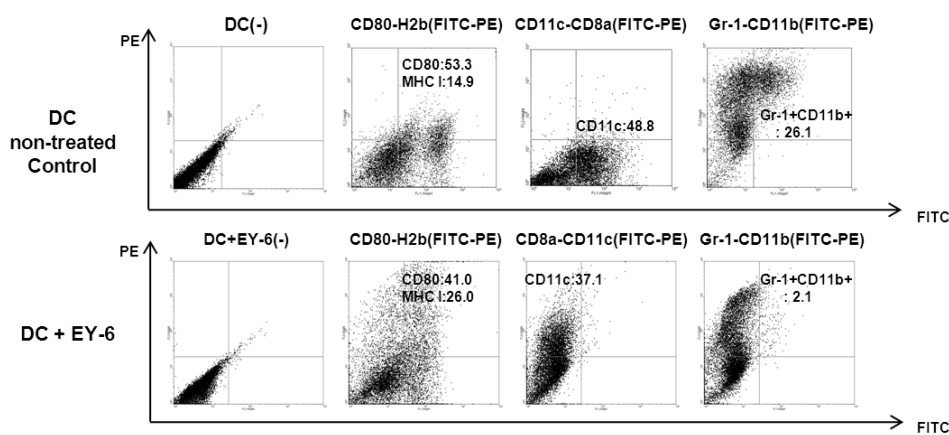 DC(-)
CD80-H2b(FITC-PE)
CD11c-CD8a(FITC-PE)
Gr-1-CD11b(FITC-PE)
PE
CD80:53.3
MHC I:14.9
CD11c:48.8
Gr-1+CD11b+
: 26.1
DC
non-treated
Control
FITC
DC+EY-6(-)
CD80-H2b(FITC-PE)
CD8a-CD11c(FITC-PE)
Gr-1-CD11b(FITC-PE)
PE
CD80:41.0
MHC I:26.0
CD11c:37.1
Gr-1+CD11b+
: 2.1
DC + EY-6
FITC